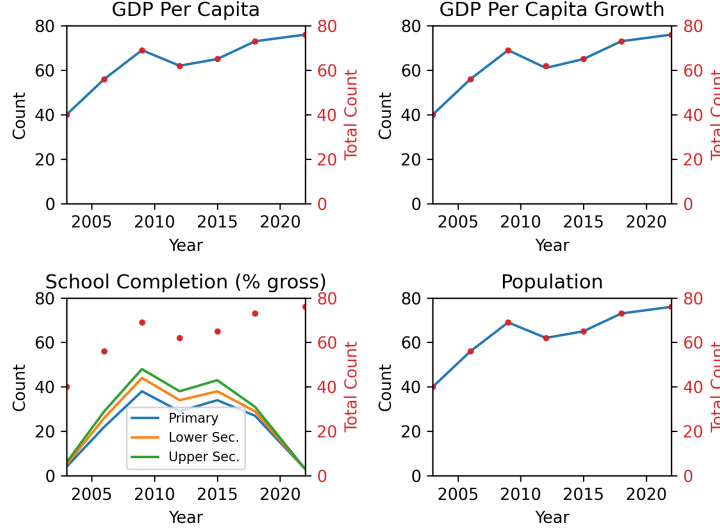 GDP Per Capita
80
60
40
20
0
Count
2005 2010 2015 2020
Year
80
60
40
20
0
Total Count
GDP Per Capita Growth
80
60
40
20
0
Count
2005 2010 2015 2020
Year
80
60
40
20
0
Total Count
School Completion (% gross)
80
60
40
20
0
Count
Primary
Lower Sec.
Upper Sec.
2005 2010 2015 2020
Year
80
60
40
20
0
Total Count
Population
80
60
40
20
0
Count
2005 2010 2015 2020
Year
80
60
40
20
0
Total Count